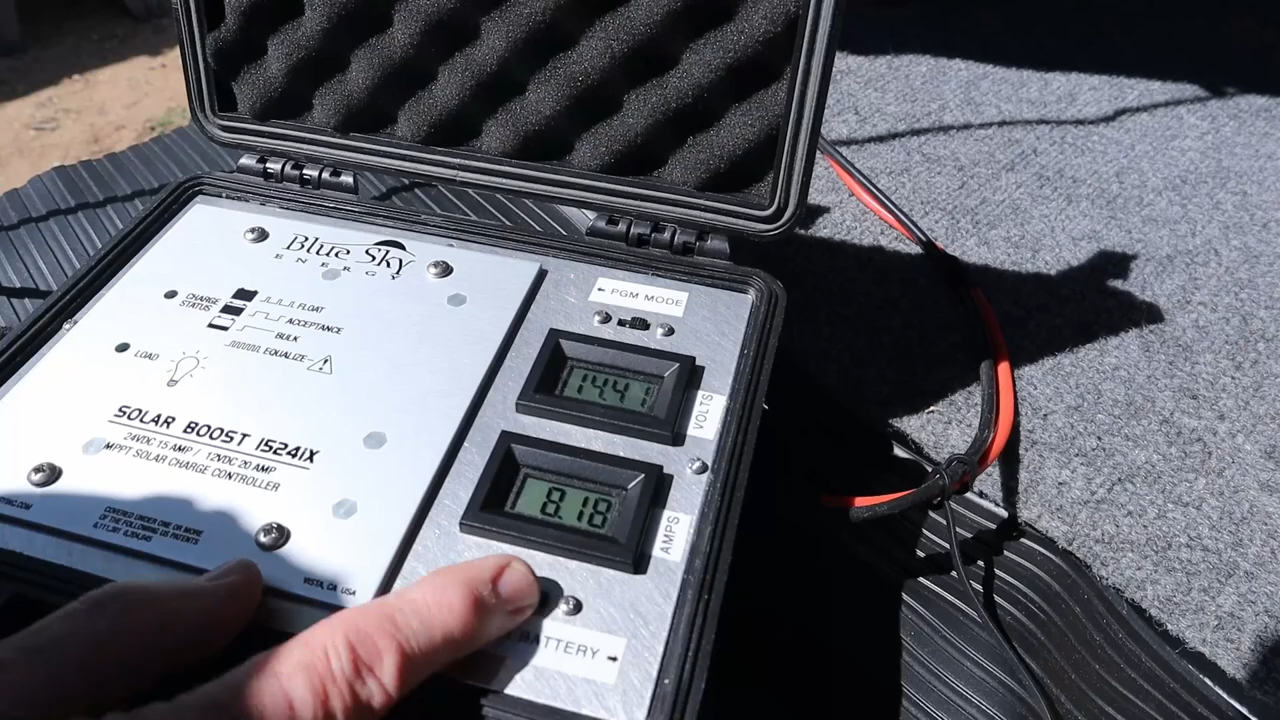 BLUE SKY
ENERGY
CHARGE
STATUS
FLOAT
ACCEPTANCE
BULK
EQUALIZE
LOAD
SOLAR BOOST 1524iX
24VDC 15 AMP / 12VDC 20 AMP
MPPT SOLAR CHARGE CONTROLLER
COVERED UNDER ONE OR MORE
OF THE FOLLOWING US PATENTS
VISTA, CA USA
← PGM MODE
14.41
VOLTS
8.18
AMPS
BATTERY →